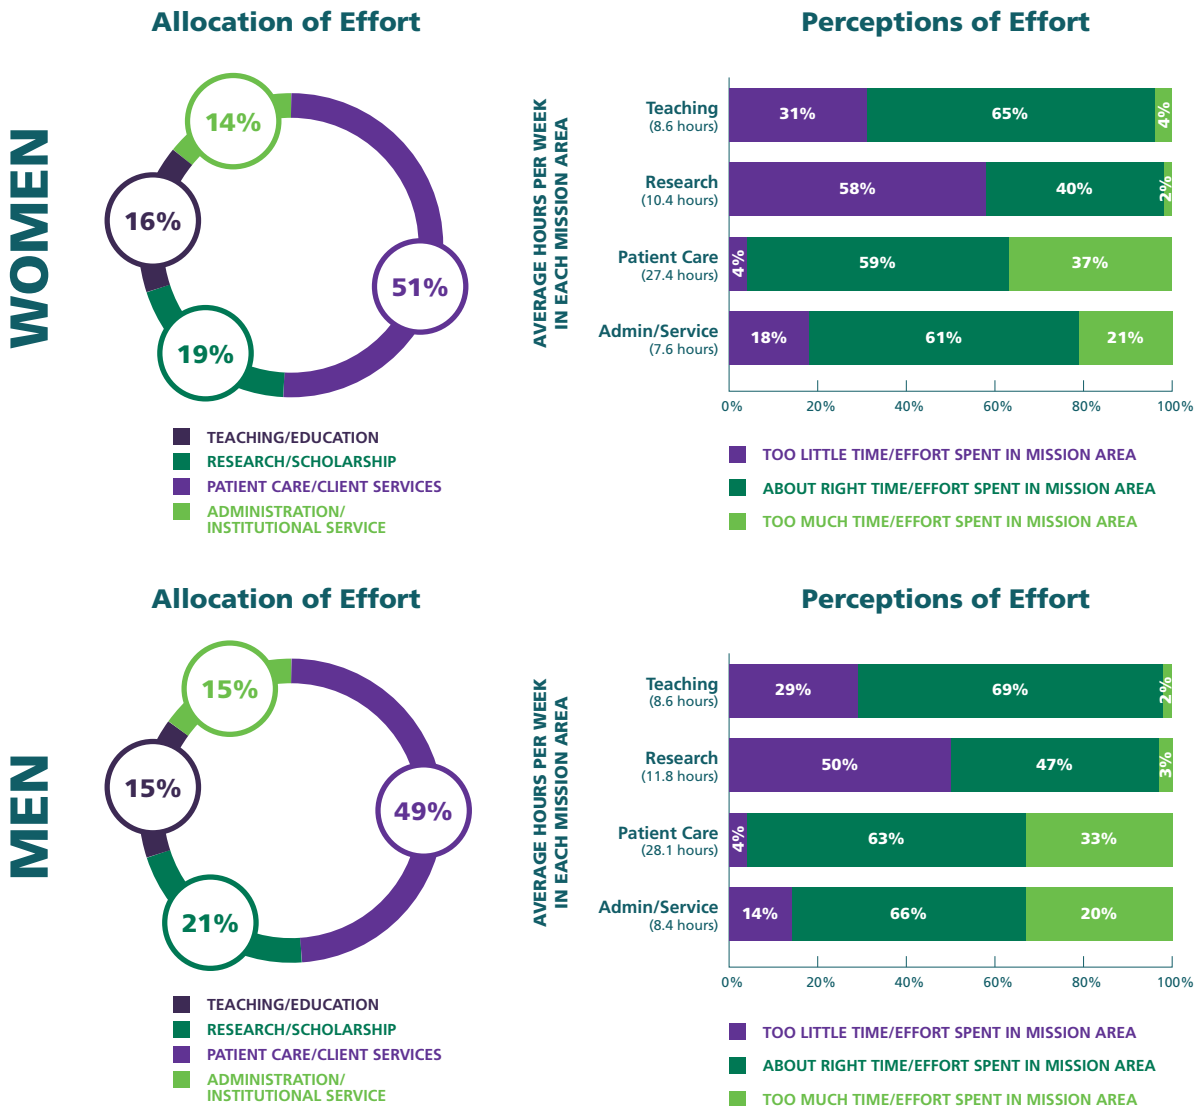 WOMEN
Allocation of Effort
14%
16%
51%
19%
TEACHING/EDUCATION
RESEARCH/SCHOLARSHIP
PATIENT CARE/CLIENT SERVICES
ADMINISTRATION/
INSTITUTIONAL SERVICE
Perceptions of Effort
AVERAGE HOURS PER WEEK
IN EACH MISSION AREA
Teaching
(8.6 hours)
31% 65% 4%
Research
(10.4 hours)
58% 40% 2%
Patient Care
(27.4 hours)
4% 59% 37%
Admin/Service
(7.6 hours)
18% 61% 21%
0% 20% 40% 60% 80% 100%
TOO LITTLE TIME/EFFORT SPENT IN MISSION AREA
ABOUT RIGHT TIME/EFFORT SPENT IN MISSION AREA
TOO MUCH TIME/EFFORT SPENT IN MISSION AREA
MEN
Allocation of Effort
15%
15%
49%
21%
TEACHING/EDUCATION
RESEARCH/SCHOLARSHIP
PATIENT CARE/CLIENT SERVICES
ADMINISTRATION/
INSTITUTIONAL SERVICE
Perceptions of Effort
AVERAGE HOURS PER WEEK
IN EACH MISSION AREA
Teaching
(8.6 hours)
29% 69% 2%
Research
(11.8 hours)
50% 47% 3%
Patient Care
(28.1 hours)
4% 63% 33%
Admin/Service
(8.4 hours)
14% 66% 20%
0% 20% 40% 60% 80% 100%
TOO LITTLE TIME/EFFORT SPENT IN MISSION AREA
ABOUT RIGHT TIME/EFFORT SPENT IN MISSION AREA
TOO MUCH TIME/EFFORT SPENT IN MISSION AREA